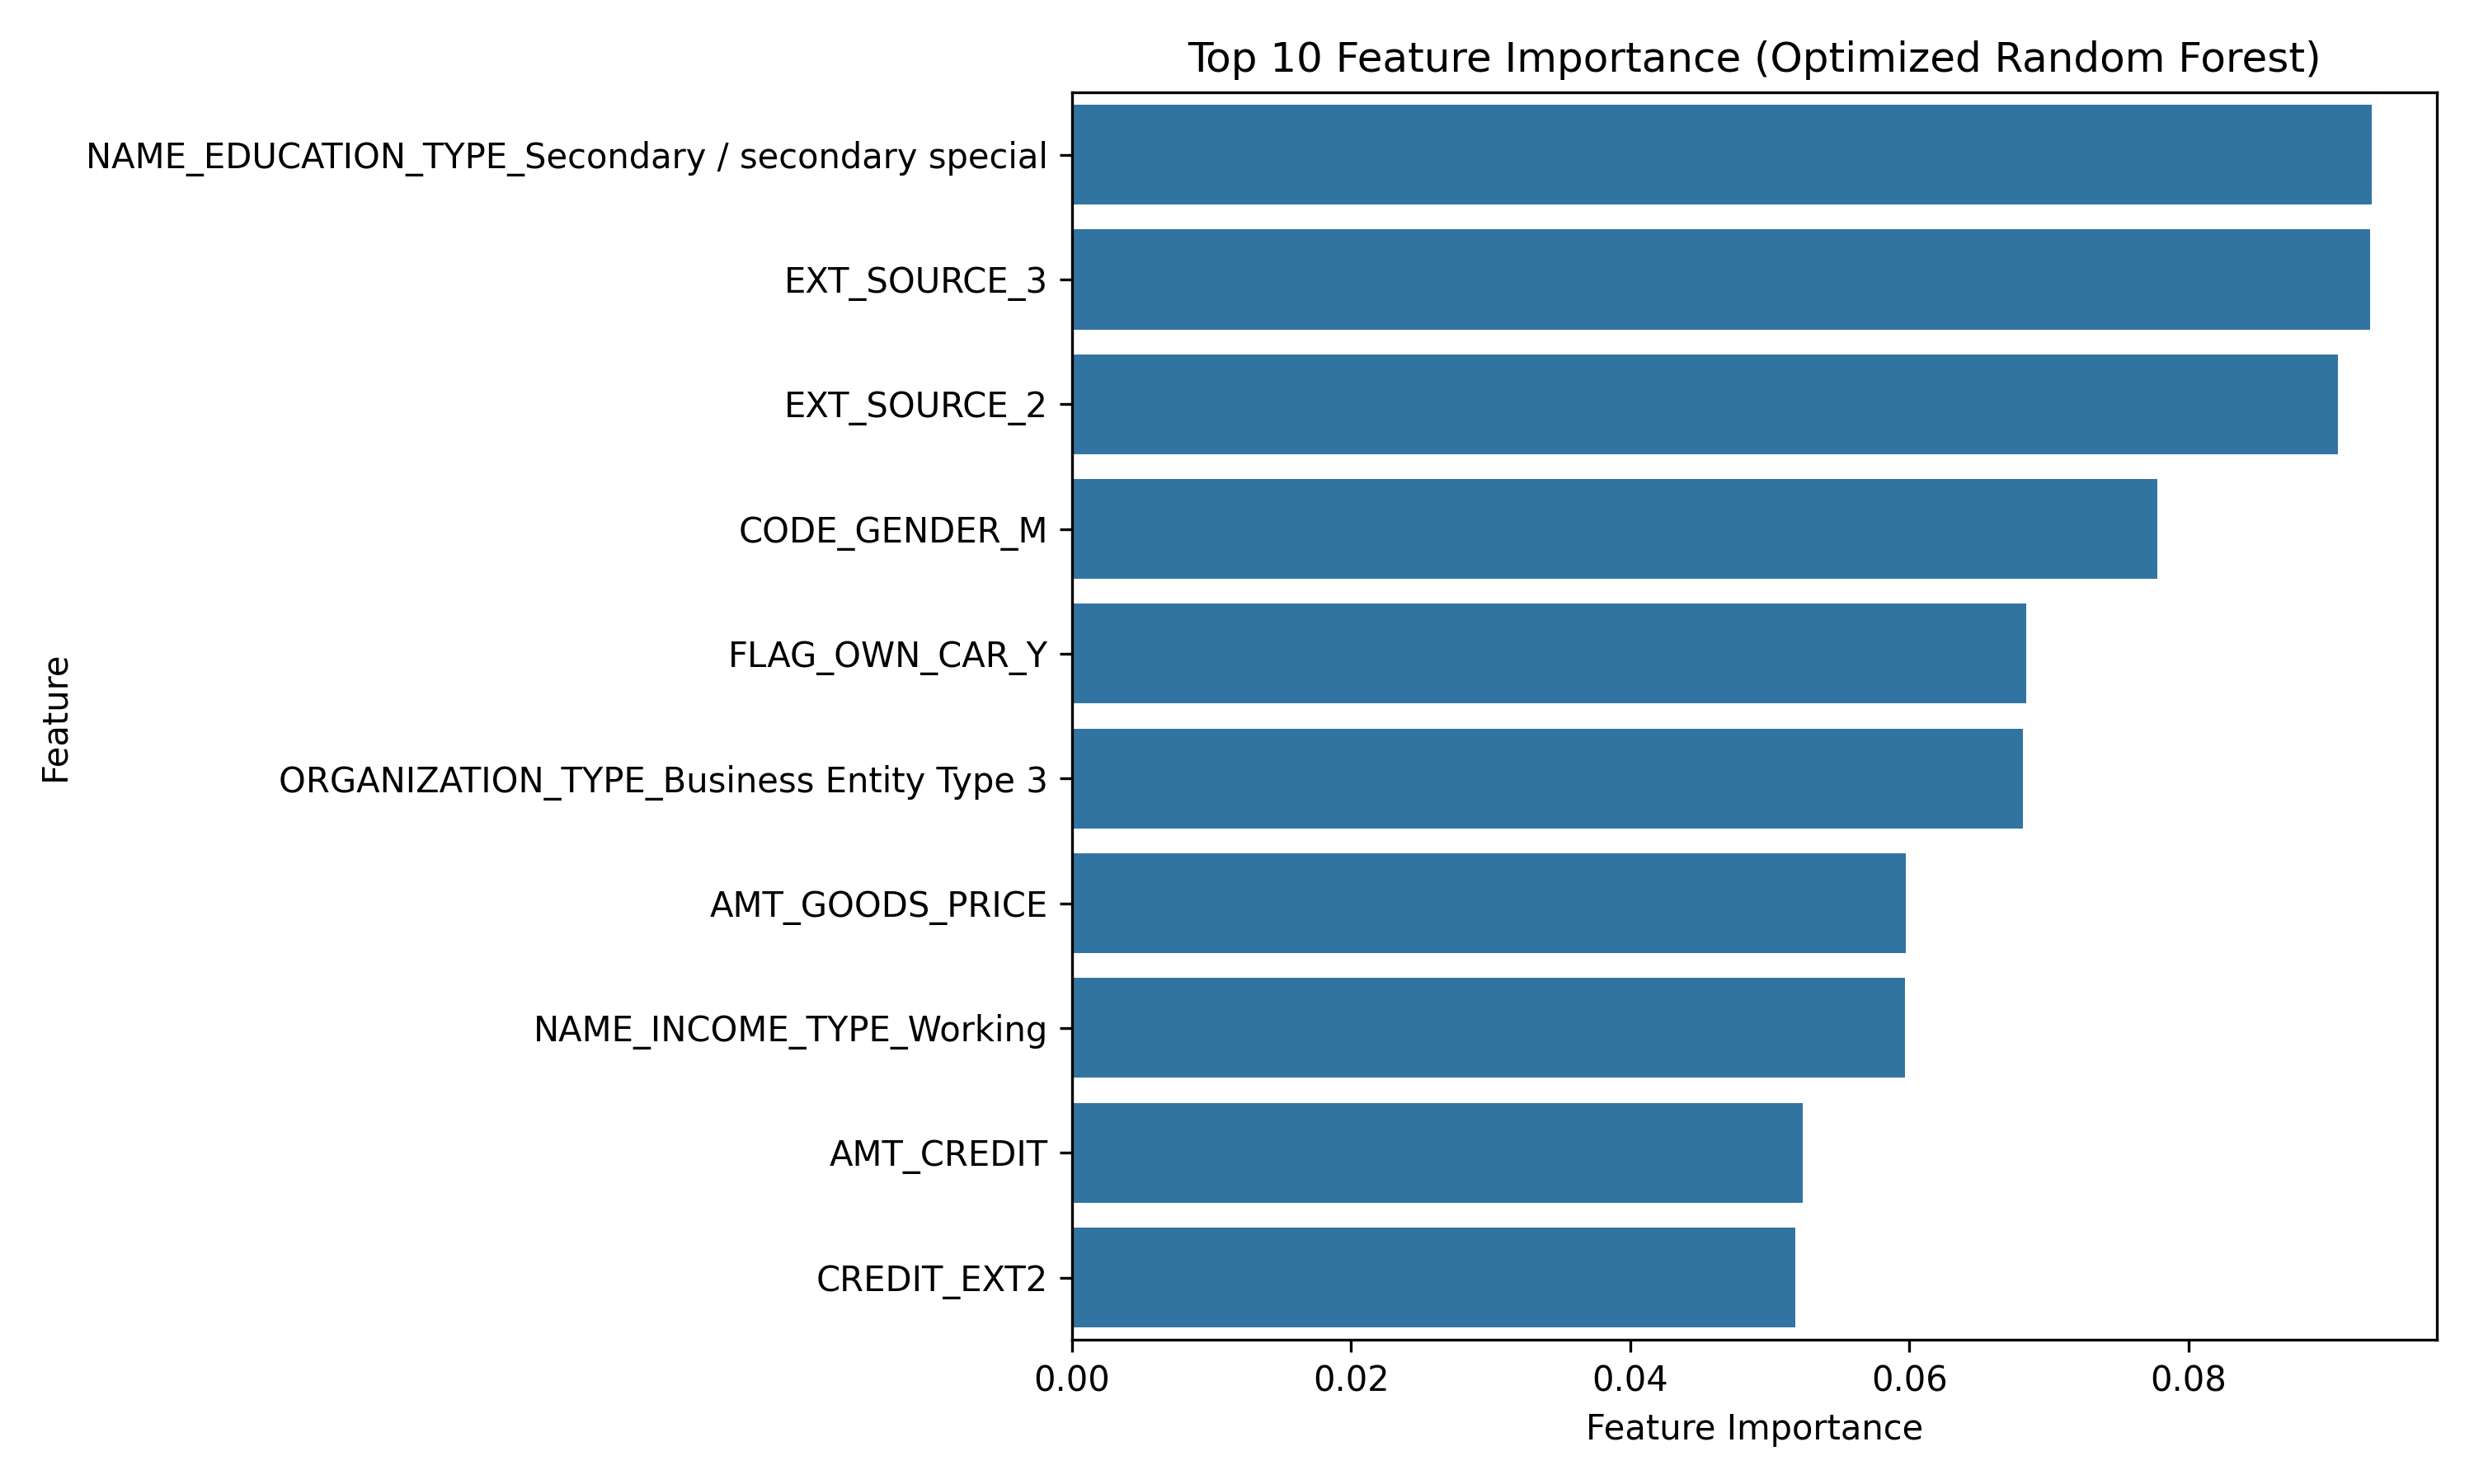 Top 10 Feature Importance (Optimized Random Forest)
NAME_EDUCATION_TYPE_Secondary / secondary special
EXT_SOURCE_3
EXT_SOURCE_2
CODE_GENDER_M
FLAG_OWN_CAR_Y
ORGANIZATION_TYPE_Business Entity Type 3
AMT_GOODS_PRICE
NAME_INCOME_TYPE_Working
AMT_CREDIT
CREDIT_EXT2
Feature
0.00 0.02 0.04 0.06 0.08
Feature Importance